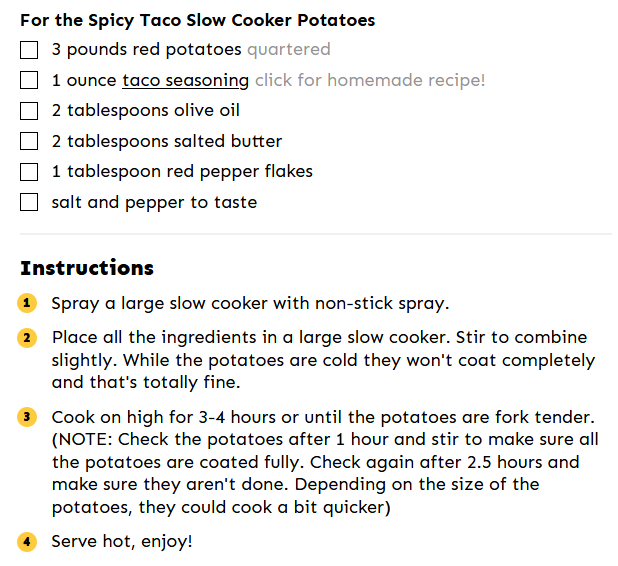 For the Spicy Taco Slow Cooker Potatoes
3 pounds red potatoes quartered
1 ounce taco seasoning click for homemade recipe!
2 tablespoons olive oil
2 tablespoons salted butter
1 tablespoon red pepper flakes
salt and pepper to taste
Instructions
1 Spray a large slow cooker with non-stick spray.
2 Place all the ingredients in a large slow cooker. Stir to combine
slightly. While the potatoes are cold they won't coat completely
and that's totally fine.
3 Cook on high for 3-4 hours or until the potatoes are fork tender.
(NOTE: Check the potatoes after 1 hour and stir to make sure all
the potatoes are coated fully. Check again after 2.5 hours and
make sure they aren't done. Depending on the size of the
potatoes, they could cook a bit quicker)
4 Serve hot, enjoy!